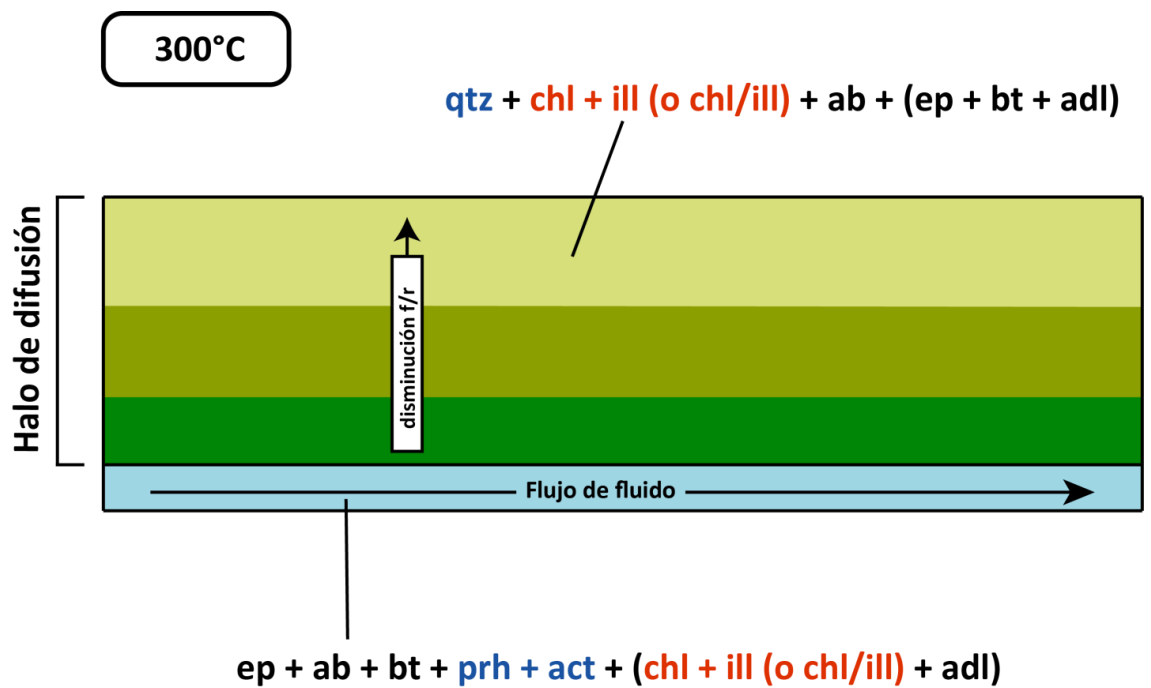 300°C
qtz + chl + ill (o chl/ill) + ab + (ep + bt + adl)
Halo de difusión
disminución f/r
Flujo de fluido
ep + ab + bt + prh + act + (chl + ill (o chl/ill) + adl)